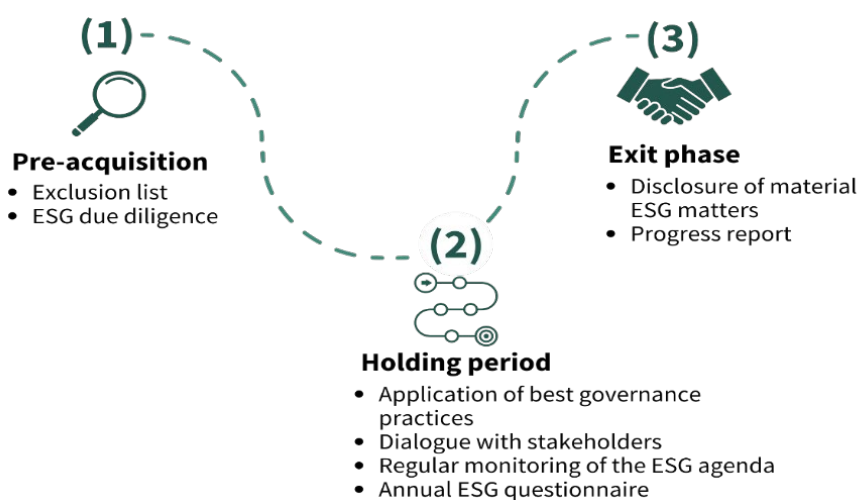 (1)
Pre-acquisition
• Exclusion list
• ESG due diligence
(2)
Holding period
• Application of best governance
practices
• Dialogue with stakeholders
• Regular monitoring of the ESG agenda
• Annual ESG questionnaire
(3)
Exit phase
• Disclosure of material
ESG matters
• Progress report